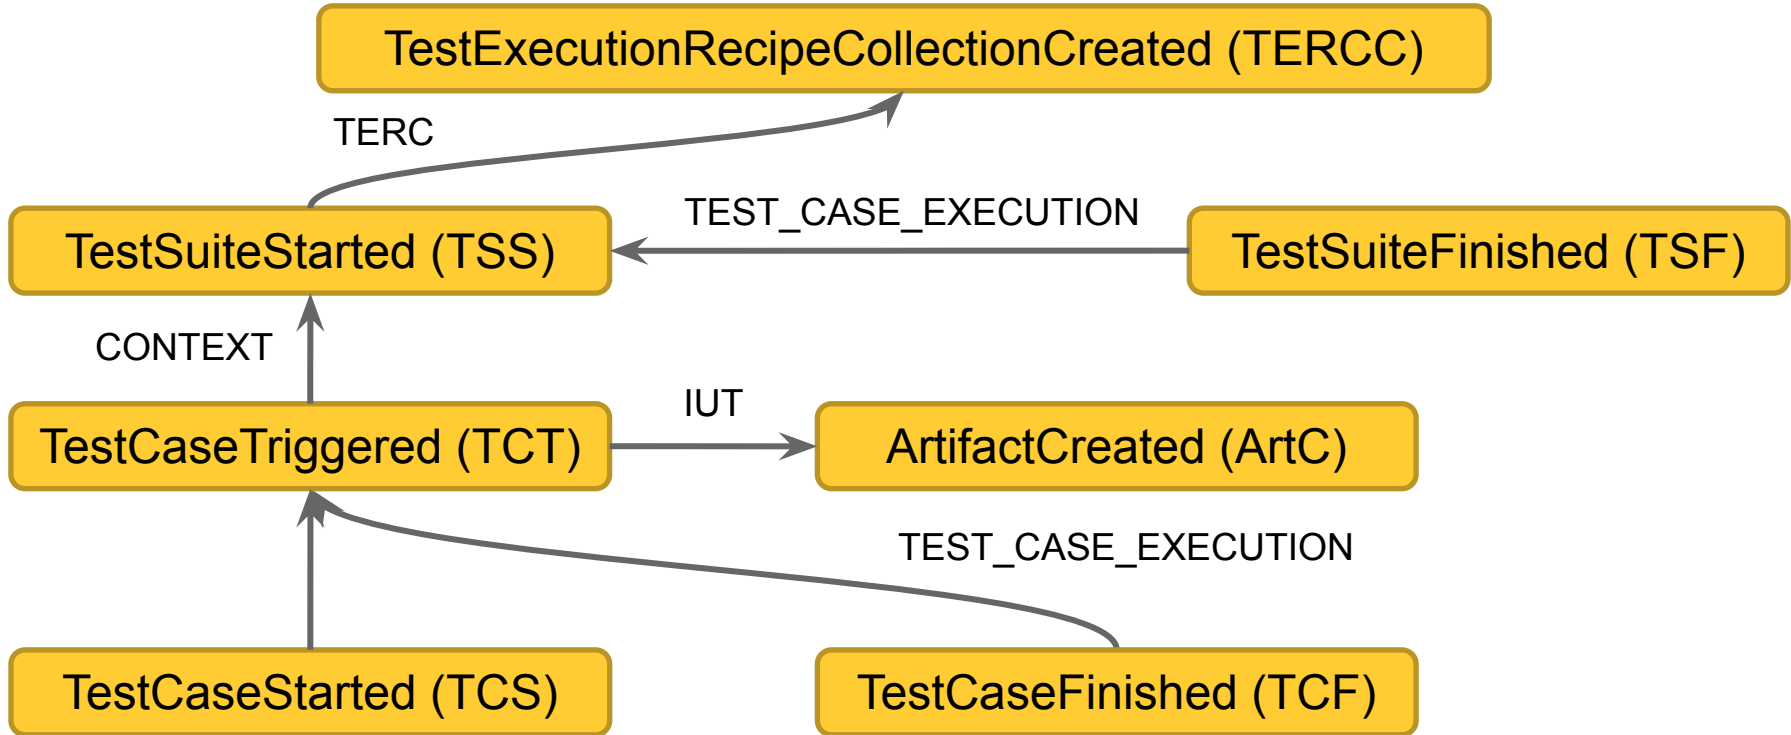 TestExecutionRecipeCollectionCreated (TERCC)
TERC
TEST_CASE_EXECUTION
TestSuiteStarted (TSS)
TestSuiteFinished (TSF)
CONTEXT
IUT
TestCaseTriggered (TCT)
ArtifactCreated (ArtC)
TEST_CASE_EXECUTION
TestCaseStarted (TCS)
TestCaseFinished (TCF)